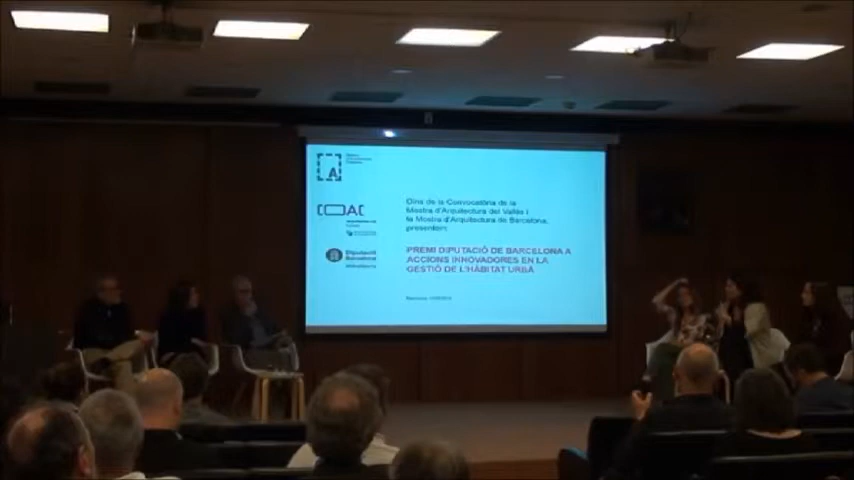 A
COAC
Dins de la Convocatòria de la
Mostra d'Arquitectura del Vallès i
la Mostra d'Arquitectura de Barcelona,
presentem:
Diputació
Barcelona
PREMI DIPUTACIÓ DE BARCELONA A
ACCIONS INNOVADORES EN LA
GESTIÓ DE L'HÀBITAT URBÀ